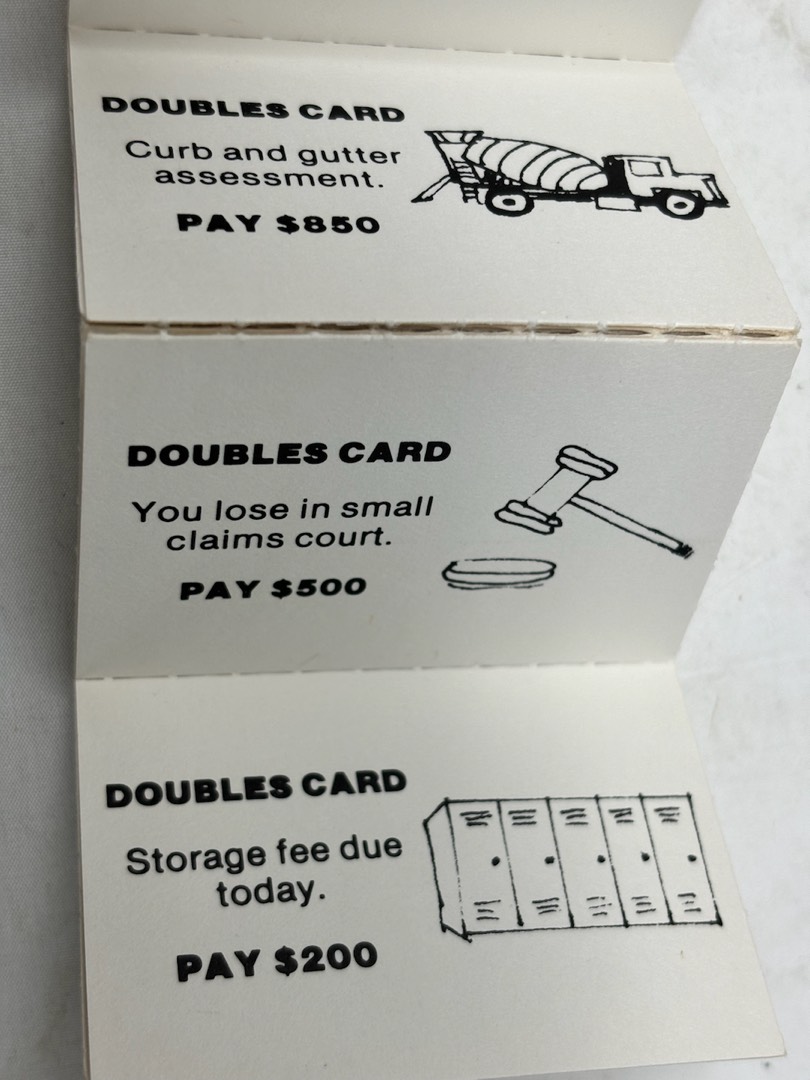 DOUBLES CARD
Curb and gutter
assessment.
PAY $850
DOUBLES CARD
You lose in small
claims court.
PAY $500
DOUBLES CARD
Storage fee due
today.
PAY $200